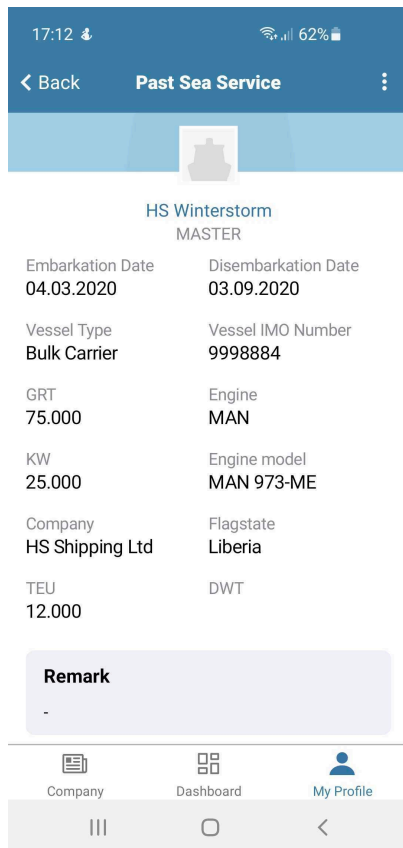 17:12 62%
Back Past Sea Service
HS Winterstorm
MASTER
Embarkation Date Disembarkation Date
04.03.2020 03.09.2020
Vessel Type Vessel IMO Number
Bulk Carrier 9998884
GRT Engine
75.000 MAN
KW Engine model
25.000 MAN 973-ME
Company Flagstate
HS Shipping Ltd Liberia
TEU DWT
12.000
Remark
-
Company Dashboard My Profile